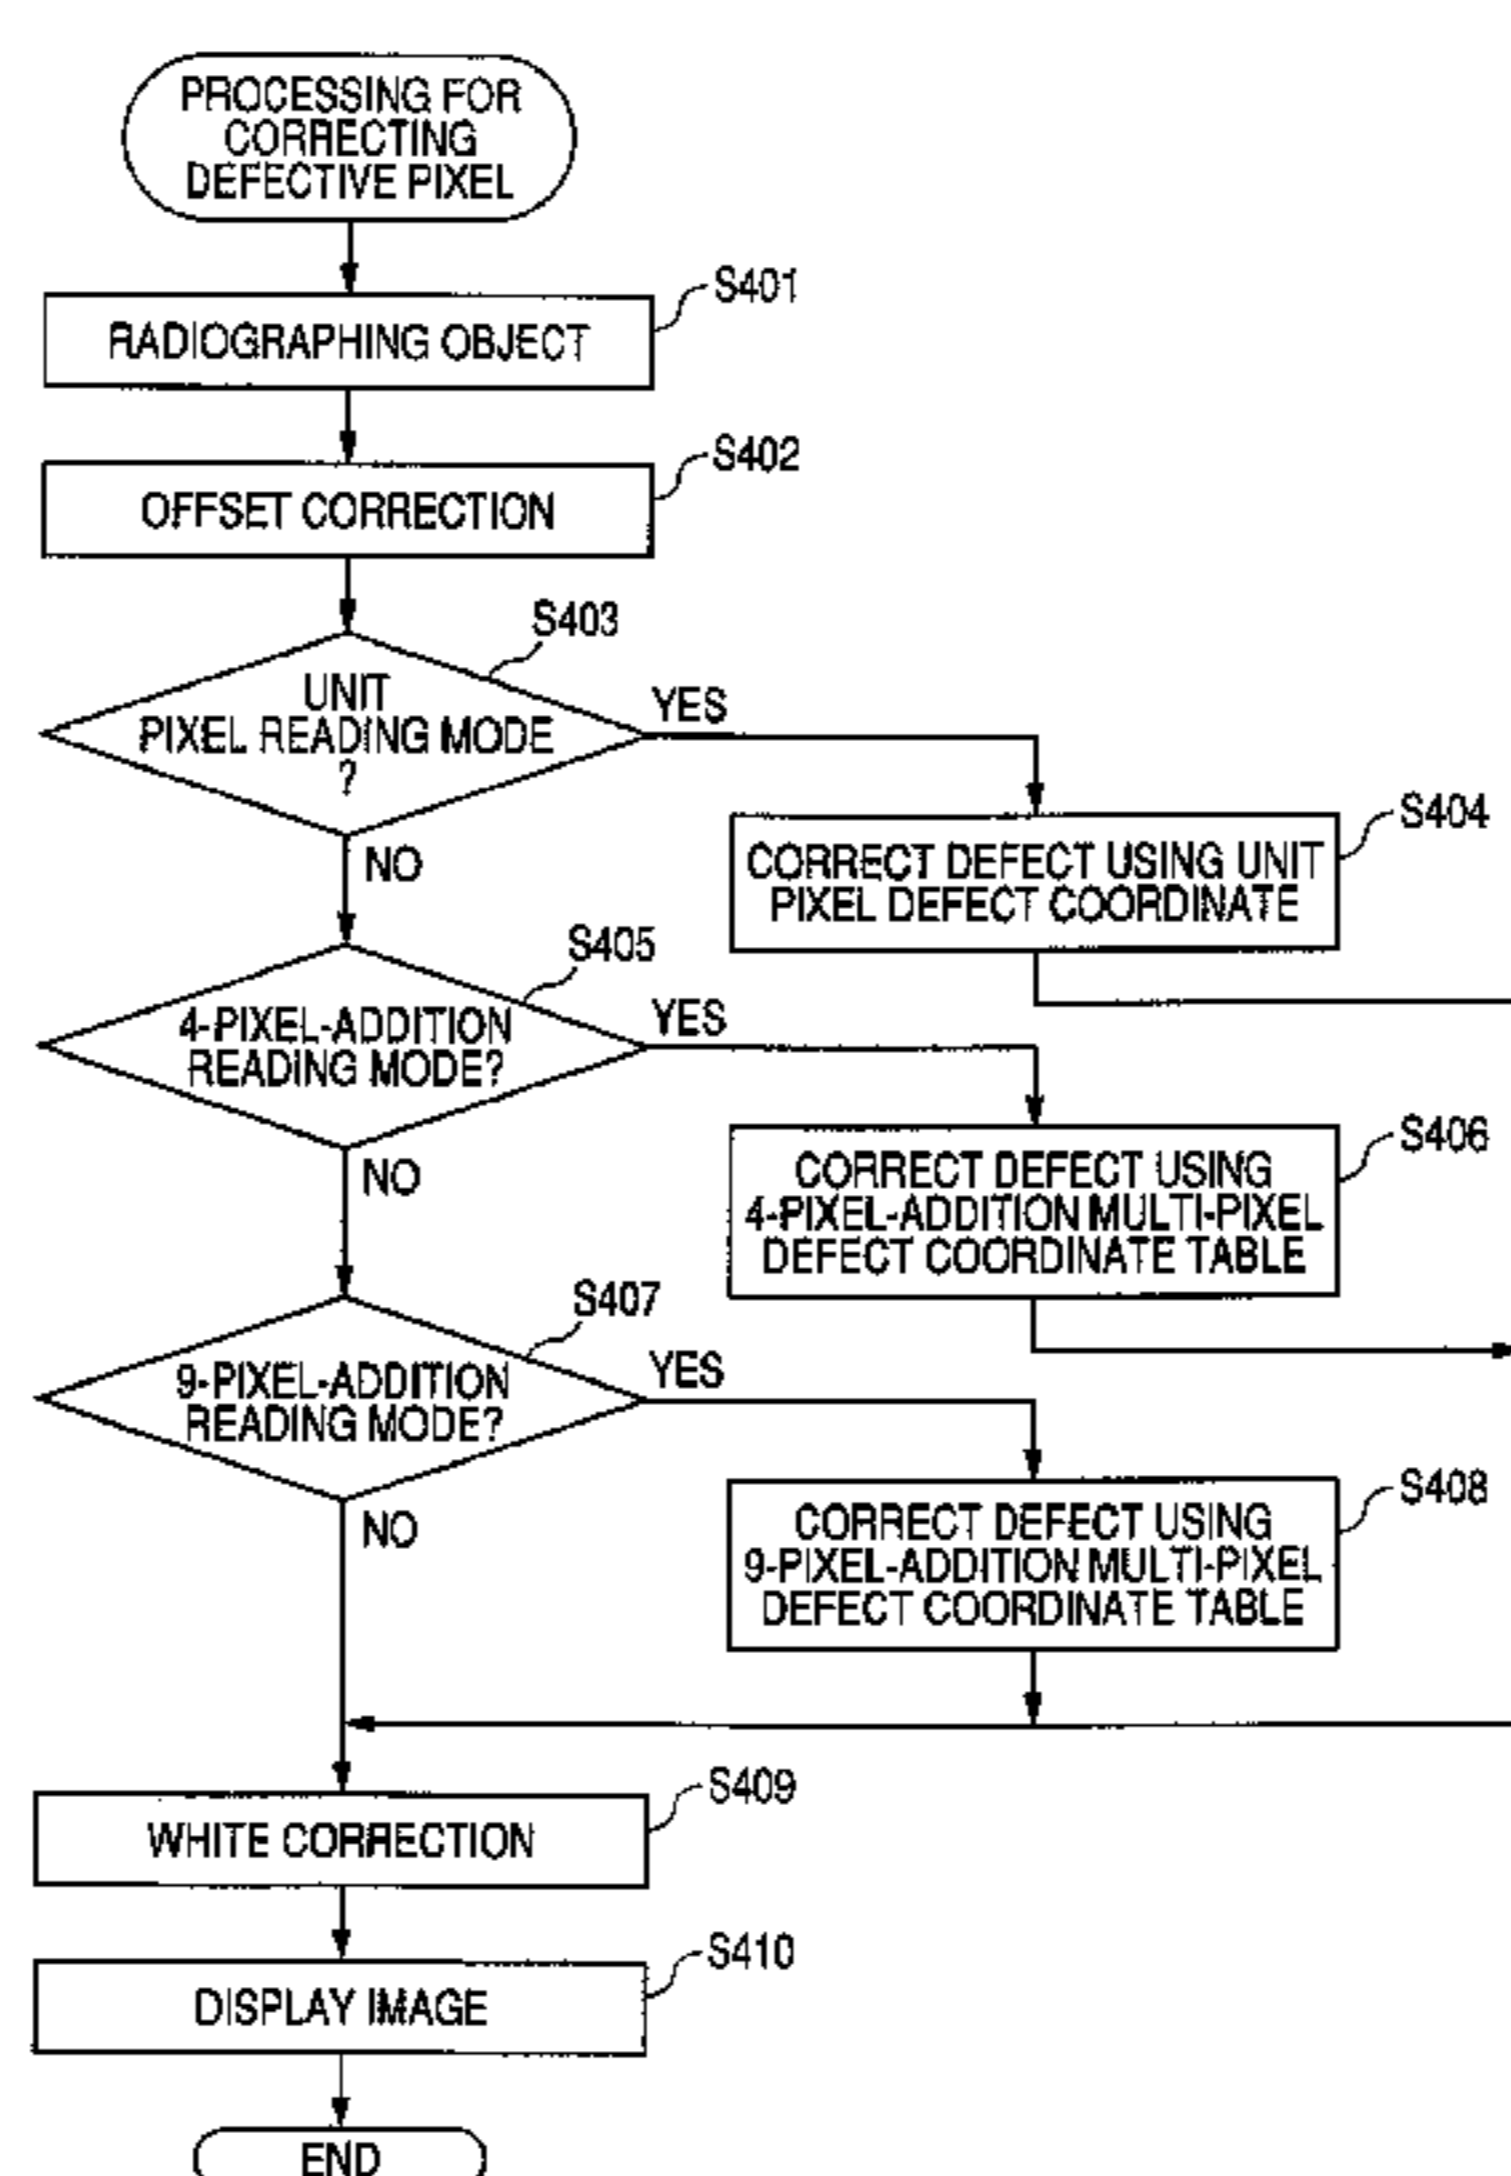 PROCESSING FOR
CORRECTING
DEFECTIVE PIXEL
S401
RADIOGRAPHING OBJECT
S402
OFFSET CORRECTION
S403
UNIT
PIXEL READING MODE
?
YES
NO
S404
CORRECT DEFECT USING UNIT
PIXEL DEFECT COORDINATE
S405
4-PIXEL-ADDITION
READING MODE?
YES
NO
S406
CORRECT DEFECT USING
4-PIXEL-ADDITION MULTI-PIXEL
DEFECT COORDINATE TABLE
S407
9-PIXEL-ADDITION
READING MODE?
YES
NO
S408
CORRECT DEFECT USING
9-PIXEL-ADDITION MULTI-PIXEL
DEFECT COORDINATE TABLE
S409
WHITE CORRECTION
S410
DISPLAY IMAGE
END